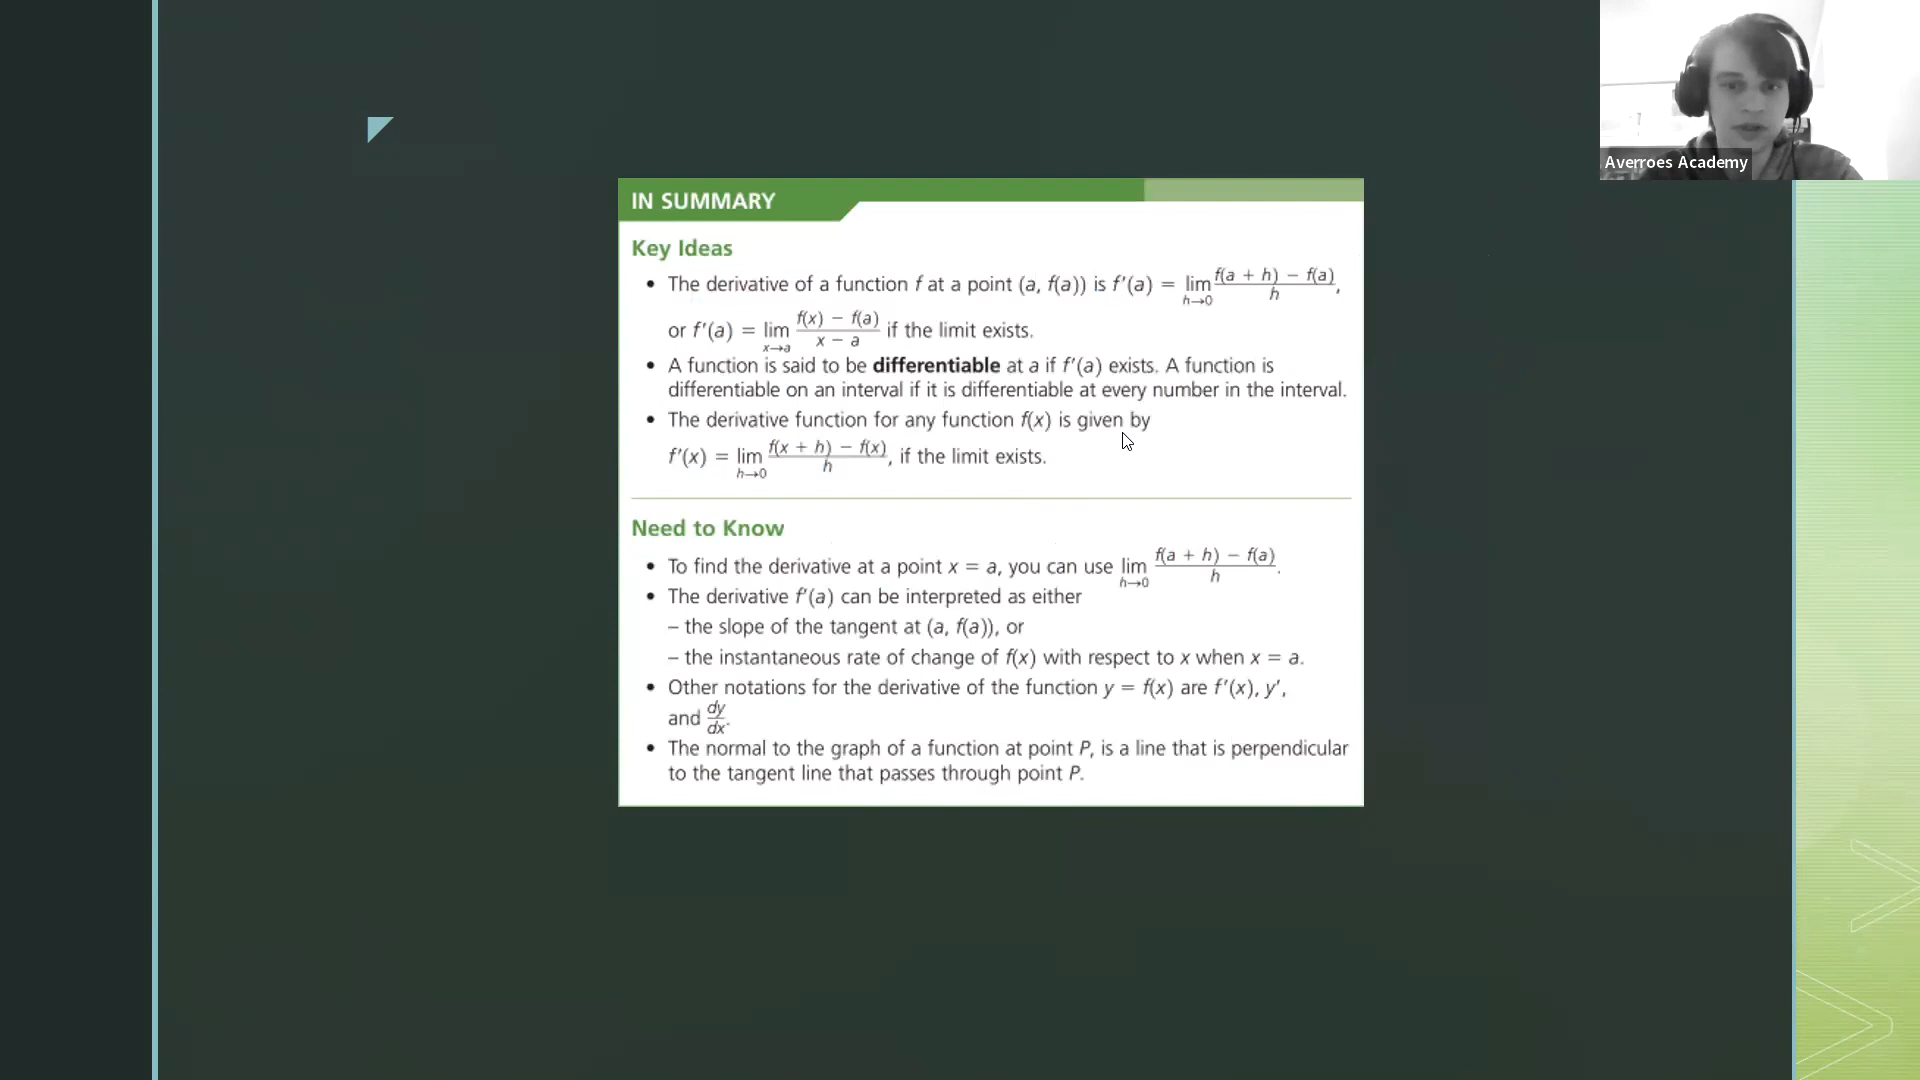 Averroes Academy
IN SUMMARY
Key Ideas
• The derivative of a function f at a point (a, f(a)) is f′(a) = lim h→0 f(a + h) − f(a) / h,
or f′(a) = lim x→a f(x) − f(a) / x − a if the limit exists.
• A function is said to be differentiable at a if f′(a) exists. A function is
differentiable on an interval if it is differentiable at every number in the interval.
• The derivative function for any function f(x) is given by
f′(x) = lim h→0 f(x + h) − f(x) / h, if the limit exists.
Need to Know
• To find the derivative at a point x = a, you can use lim h→0 f(a + h) − f(a) / h.
• The derivative f′(a) can be interpreted as either
– the slope of the tangent at (a, f(a)), or
– the instantaneous rate of change of f(x) with respect to x when x = a.
• Other notations for the derivative of the function y = f(x) are f′(x), y′,
and dy/dx.
• The normal to the graph of a function at point P, is a line that is perpendicular
to the tangent line that passes through point P.